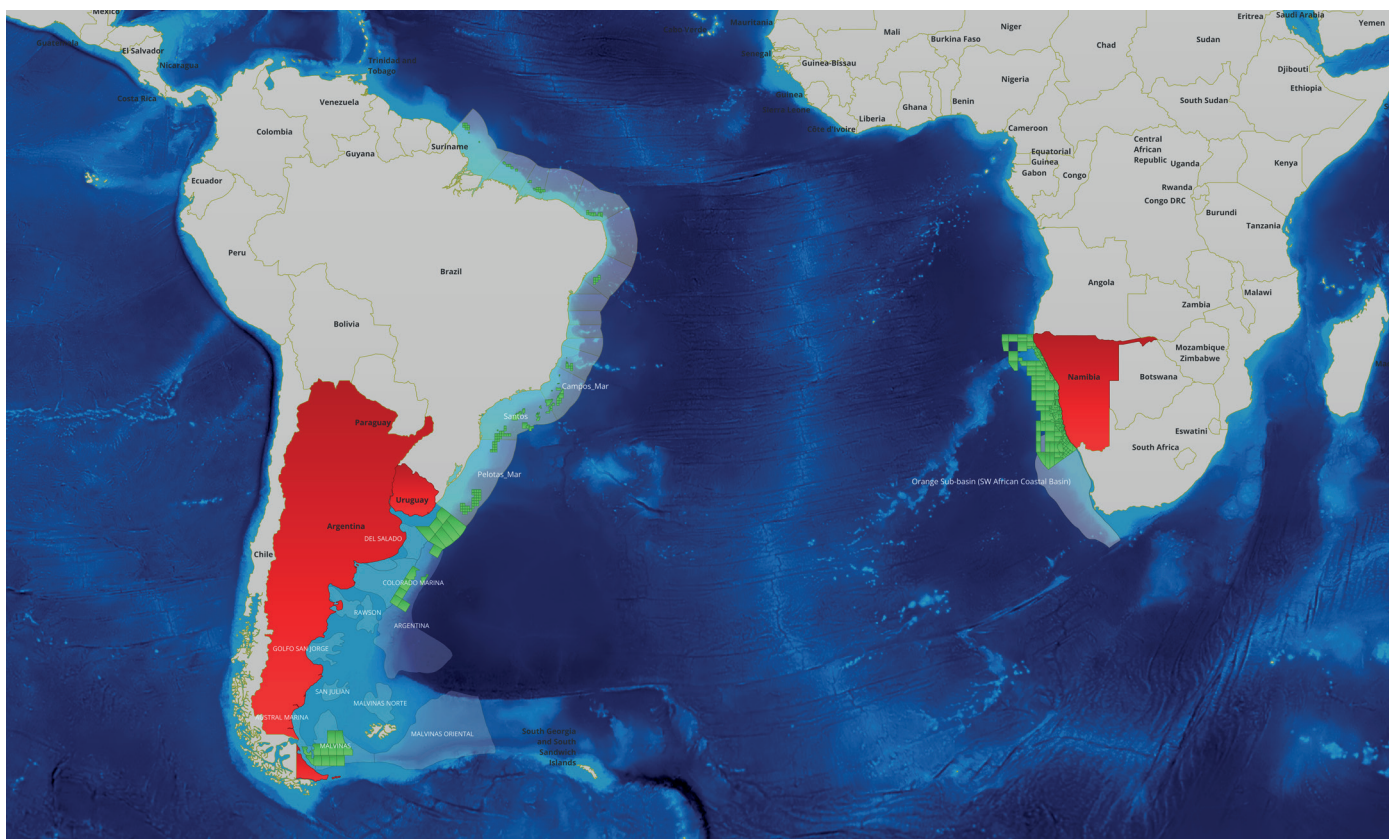 Mexico
Guatemala
El Salvador
Nicaragua
Costa Rica
Trinidad and
Tobago
Venezuela
Colombia
Guyana
Suriname
Ecuador
Peru
Brazil
Bolivia
Campos_Mar
Santos
Paraguay
Pelotas_Mar
Uruguay
Argentina
DEL SALADO
Chile
COLORADO MARINA
RAWSON
ARGENTINA
GOLFO SAN JORGE
SAN JULIÁN
MALVINAS NORTE
AUSTRAL MARINA
MALVINAS ORIENTAL
MALVINAS
South Georgia
and South
Sandwich
Islands
Mauritania
Cabo Verde
Senegal
Mali
Niger
Burkina Faso
Chad
Sudan
Eritrea
Saudi Arabia
Yemen
Guinea-Bissau
Guinea
Sierra Leone
Liberia
Côte d'Ivoire
Ghana
Benin
Nigeria
Djibouti
Ethiopia
South Sudan
Cameroon
Central
African
Republic
Equatorial
Guinea
Gabon
Congo
Uganda
Kenya
Rwanda
Congo DRC
Burundi
Tanzania
Angola
Malawi
Zambia
Mozambique
Zimbabwe
Namibia
Botswana
Eswatini
South Africa
Orange Sub-basin (SW African Coastal Basin)